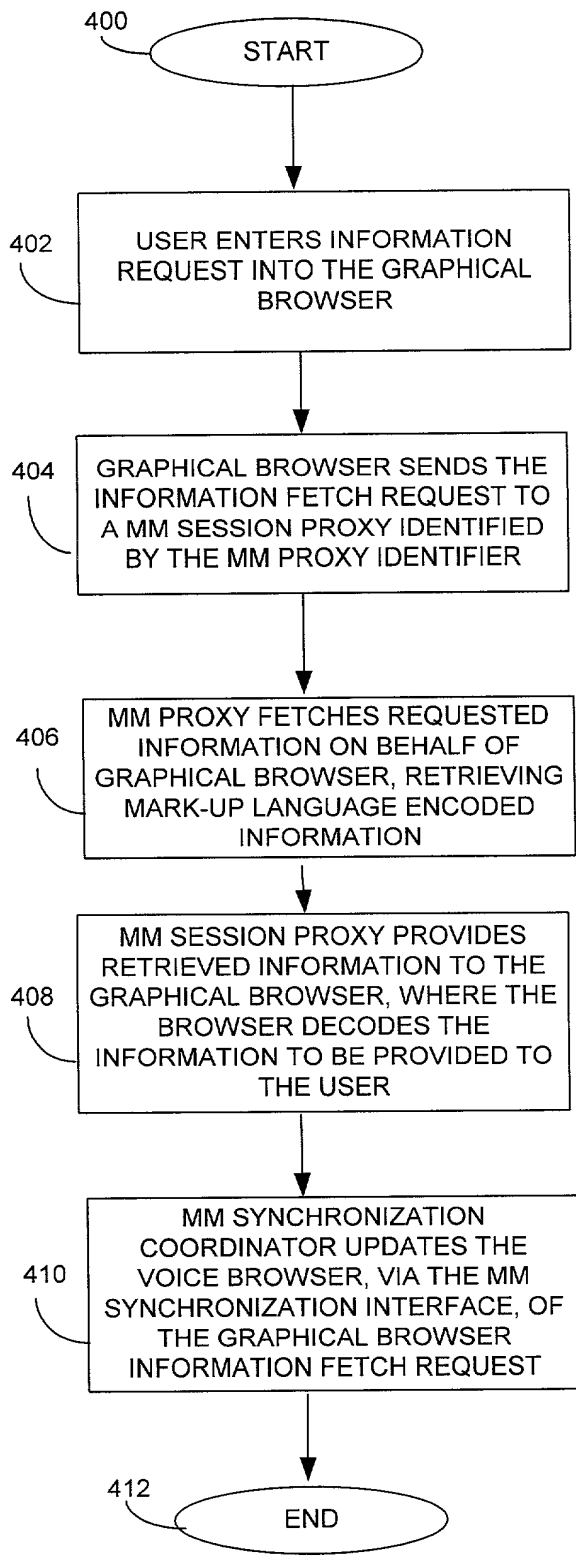 400
START
402
USER ENTERS INFORMATION
REQUEST INTO THE GRAPHICAL
BROWSER
404
GRAPHICAL BROWSER SENDS THE
INFORMATION FETCH REQUEST TO
A MM SESSION PROXY IDENTIFIED
BY THE MM PROXY IDENTIFIER
406
MM PROXY FETCHES REQUESTED
INFORMATION ON BEHALF OF
GRAPHICAL BROWSER, RETRIEVING
MARK-UP LANGUAGE ENCODED
INFORMATION
408
MM SESSION PROXY PROVIDES
RETRIEVED INFORMATION TO THE
GRAPHICAL BROWSER, WHERE THE
BROWSER DECODES THE
INFORMATION TO BE PROVIDED TO
THE USER
410
MM SYNCHRONIZATION
COORDINATOR UPDATES THE
VOICE BROWSER, VIA THE MM
SYNCHRONIZATION INTERFACE, OF
THE GRAPHICAL BROWSER
INFORMATION FETCH REQUEST
412
END